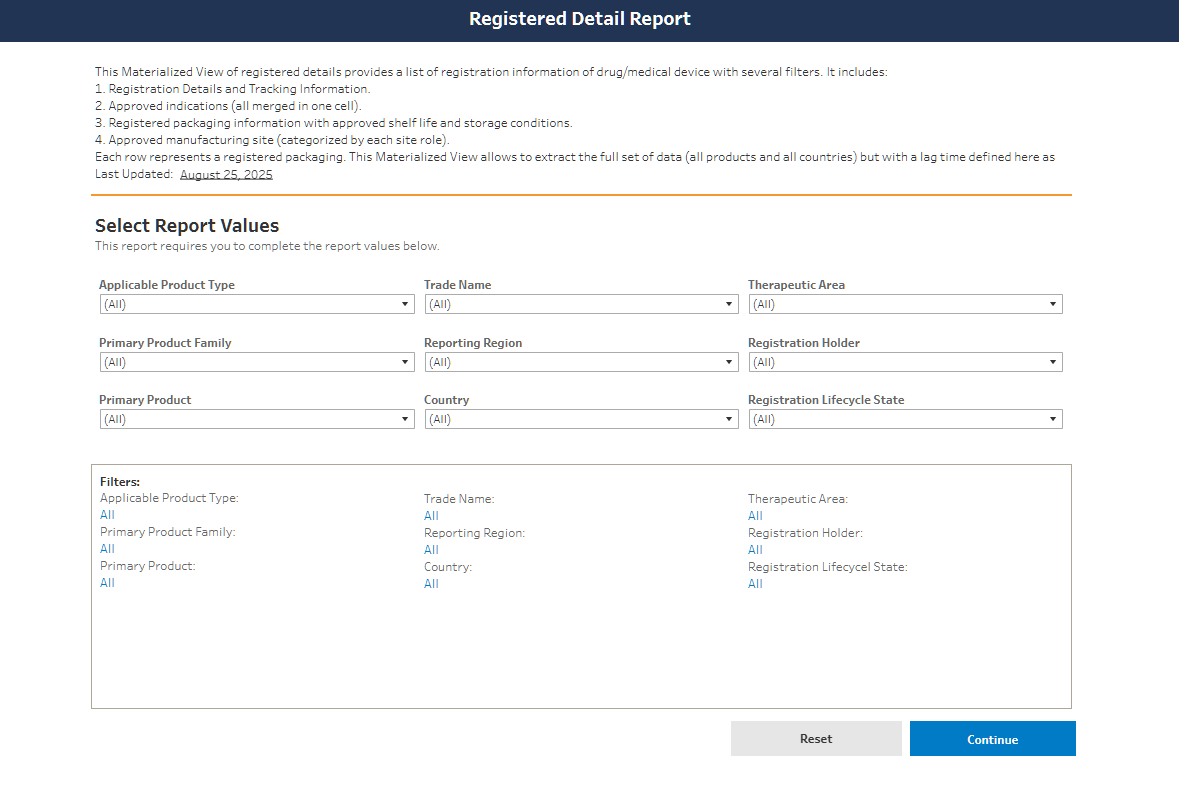 Registered Detail Report
This Materialized View of registered details provides a list of registration information of drug/medical device with several filters. It includes:
1. Registration Details and Tracking Information.
2. Approved indications (all merged in one cell).
3. Registered packaging information with approved shelf life and storage conditions.
4. Approved manufacturing site (categorized by each site role).
Each row represents a registered packaging. This Materialized View allows to extract the full set of data (all products and all countries) but with a lag time defined here as
Last Updated: August 25, 2025
Select Report Values
This report requires you to complete the report values below.
Applicable Product Type Trade Name Therapeutic Area
(All) (All) (All)
Primary Product Family Reporting Region Registration Holder
(All) (All) (All)
Primary Product Country Registration Lifecycle State
(All) (All) (All)
Filters:
Applicable Product Type: Trade Name: Therapeutic Area:
All All All
Primary Product Family: Reporting Region: Registration Holder:
All All All
Primary Product: Country: Registration Lifecycel State:
All All All
Reset Continue